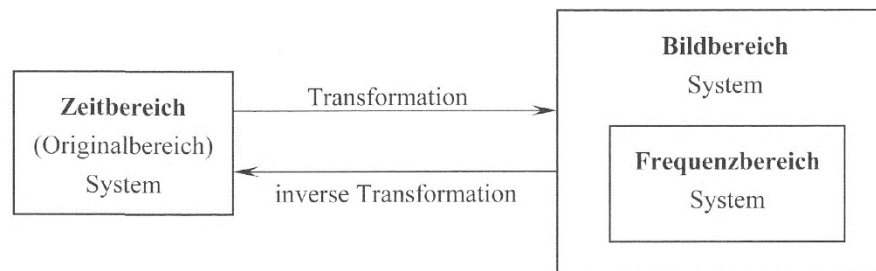 Zeitbereich
(Originalbereich)
System
Transformation
inverse Transformation
Bildbereich
System
Frequenzbereich
System